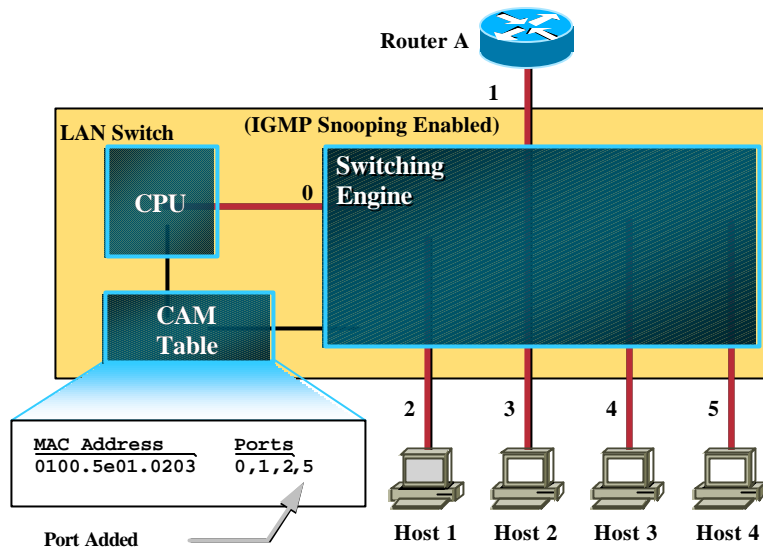 Router A
1
LAN Switch
(IGMP Snooping Enabled)
CPU
0
Switching
Engine
CAM
Table
2
3
4
5
MAC Address
Ports
0100.5e01.0203
0,1,2,5
Port Added
Host 1
Host 2
Host 3
Host 4